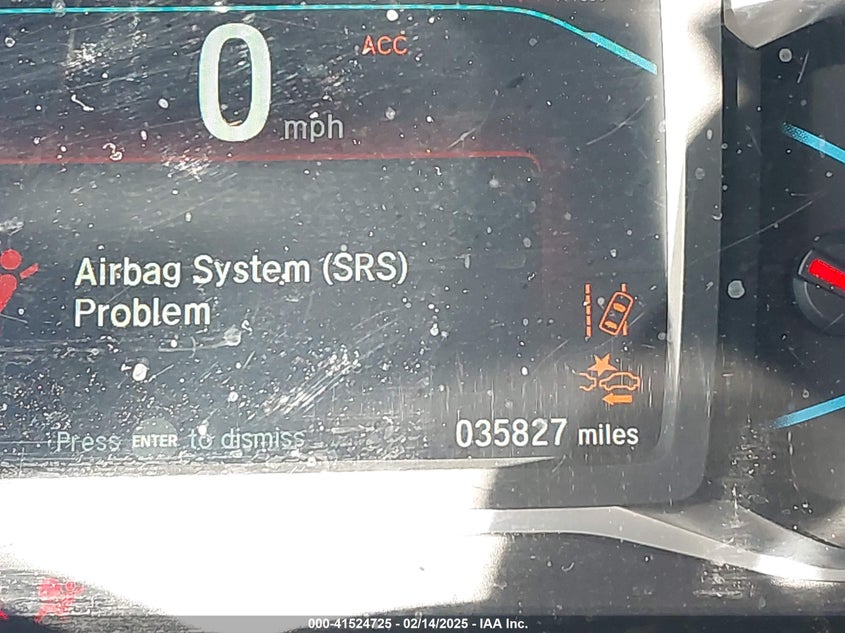 ACC
0 mph
Airbag System (SRS)
Problem
Press ENTER to dismiss
035827 miles
000-41524725 - 02/14/2025 - IAA Inc.